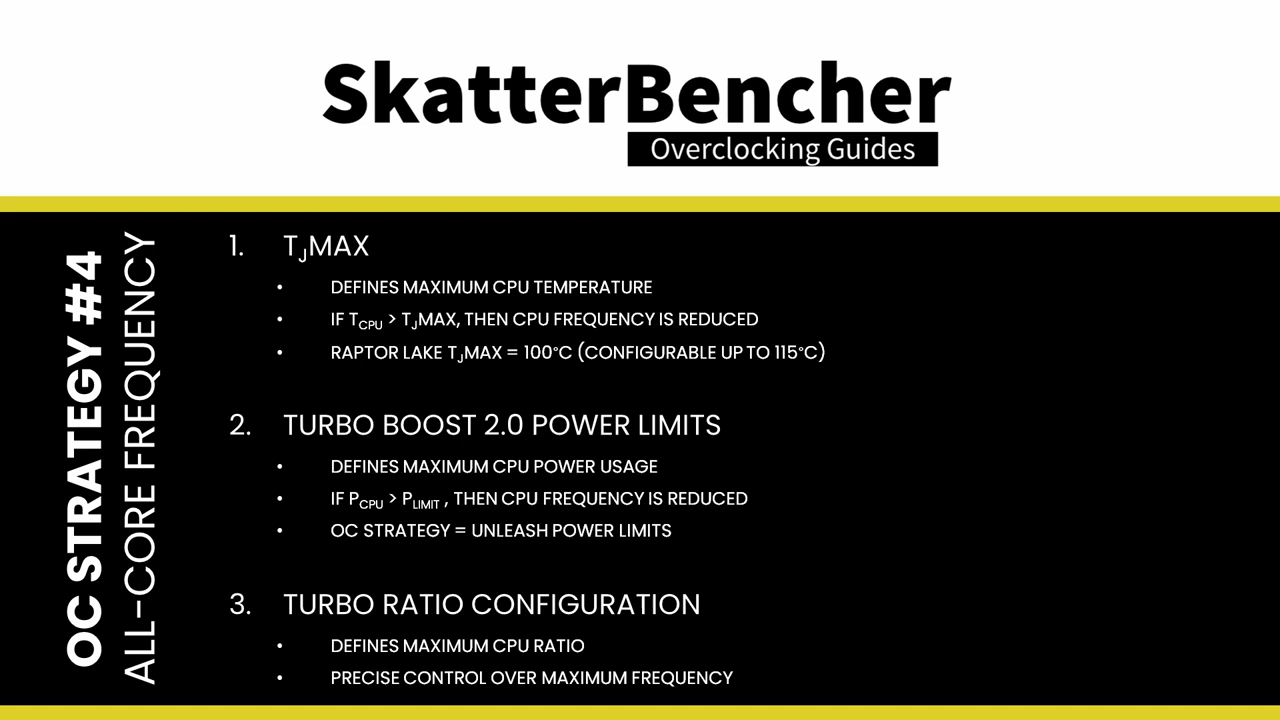 SkatterBencher
Overclocking Guides
OC STRATEGY #4
ALL-CORE FREQUENCY
1. TJMAX
• DEFINES MAXIMUM CPU TEMPERATURE
• IF TCPU > TJMAX, THEN CPU FREQUENCY IS REDUCED
• RAPTOR LAKE TJMAX = 100°C (CONFIGURABLE UP TO 115°C)
2. TURBO BOOST 2.0 POWER LIMITS
• DEFINES MAXIMUM CPU POWER USAGE
• IF PCPU > PLIMIT , THEN CPU FREQUENCY IS REDUCED
• OC STRATEGY = UNLEASH POWER LIMITS
3. TURBO RATIO CONFIGURATION
• DEFINES MAXIMUM CPU RATIO
• PRECISE CONTROL OVER MAXIMUM FREQUENCY